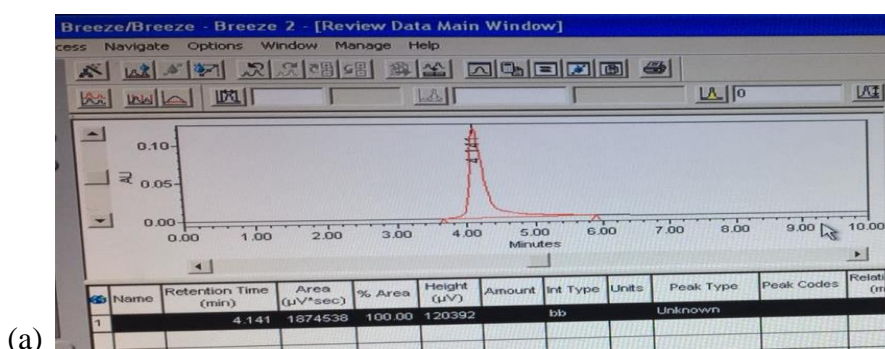 Breeze/Breeze - Breeze 2 - [Review Data Main Window]
cess Navigate Options Window Manage Help
0
AU
0.10
0.05
0.00
4.141
0.00 1.00 2.00 3.00 4.00 5.00 6.00 7.00 8.00 9.00 10.00
Minutes
Name Retention Time (min) Area (µV*sec) % Area Height (µV) Amount Int Type Units Peak Type Peak Codes
1 4.141 1874538 100.00 120392 bb Unknown
(a)